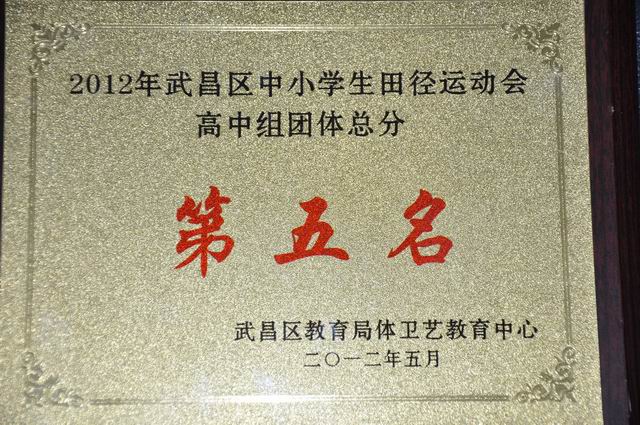 2012年武昌区中小学生田径运动会
高中组团体总分
第五名
武昌区教育局体卫艺教育中心
二〇一二年五月